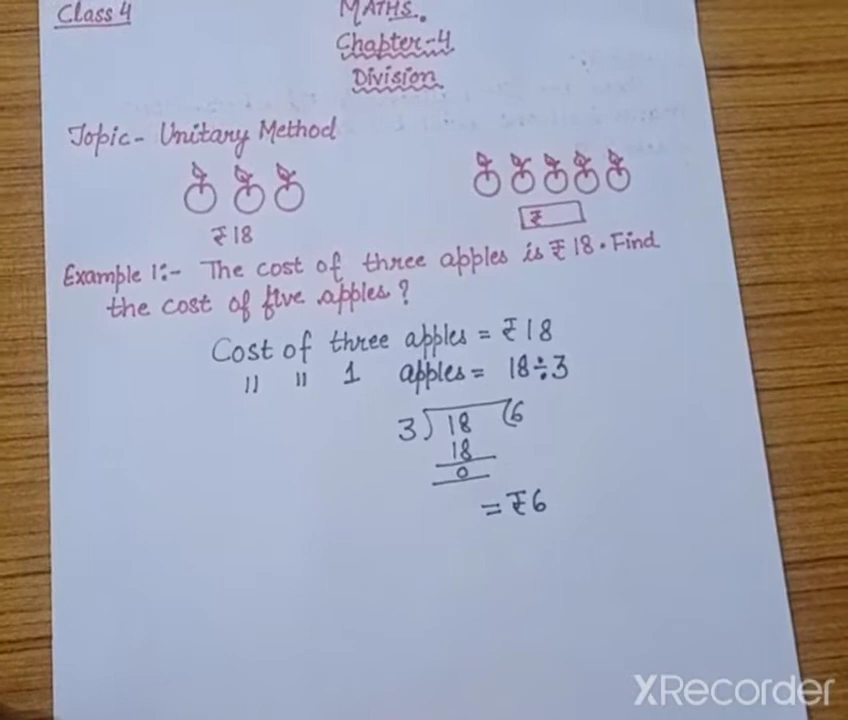 Class 4
MATHS.
Chapter-4
Division
Topic- Unitary Method
₹18
₹
Example 1:- The cost of three apples is ₹18. Find
the cost of five apples?
Cost of three apples = ₹18
" " 1 apples = 18÷3
3) 18 (6
18
0
= ₹6
XRecorder